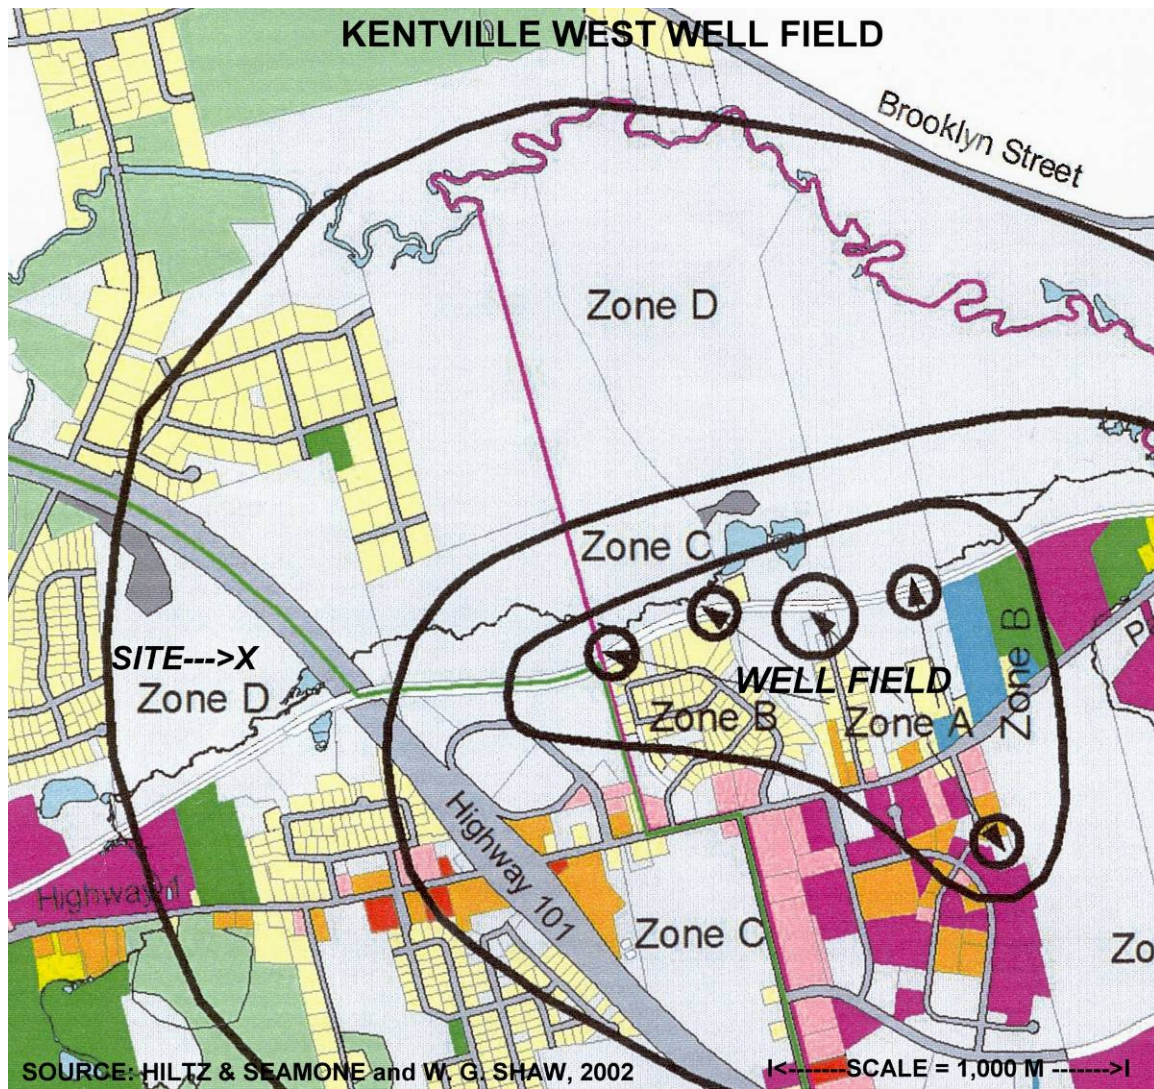 KENTVILLE WEST WELL FIELD
Brooklyn Street
Zone D
Zone C
SITE--->X
Zone D
WELL FIELD
Zone B
Zone A
Zone B
Highway 101
Highway 1
Zone C
Zo
SOURCE: HILTZ & SEAMONE and W. G. SHAW, 2002
I<-------SCALE = 1,000 M ------->I